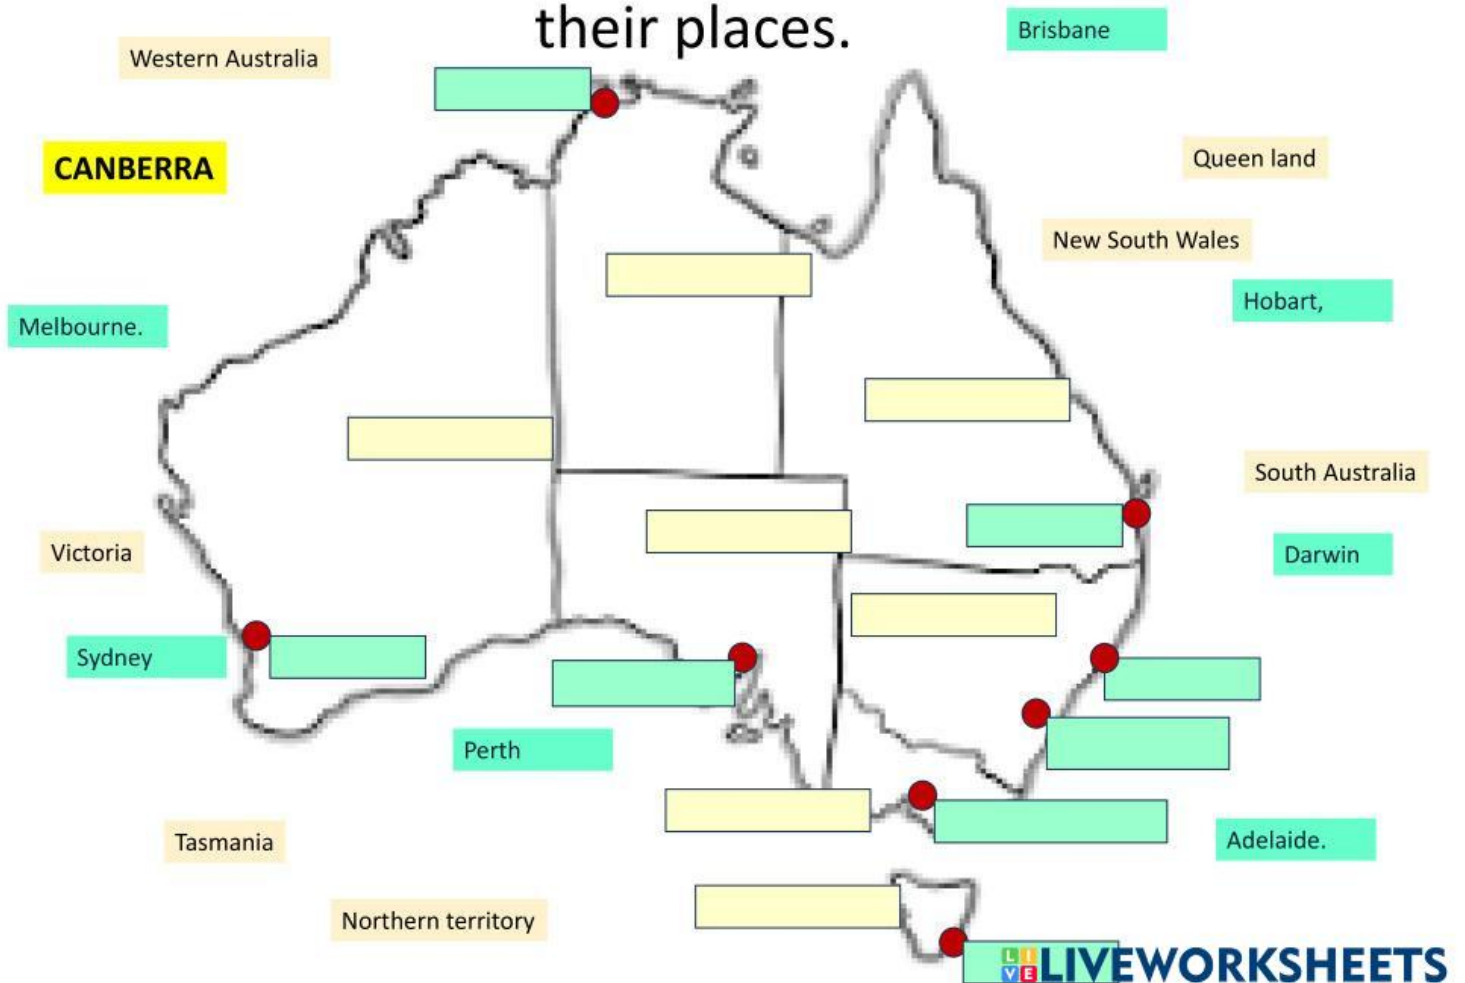 their places.
Brisbane
Western Australia
CANBERRA
Queen land
New South Wales
Hobart,
Melbourne.
South Australia
Victoria
Darwin
Sydney
Perth
Tasmania
Adelaide.
Northern territory
LIVE LIVEWORKSHEETS